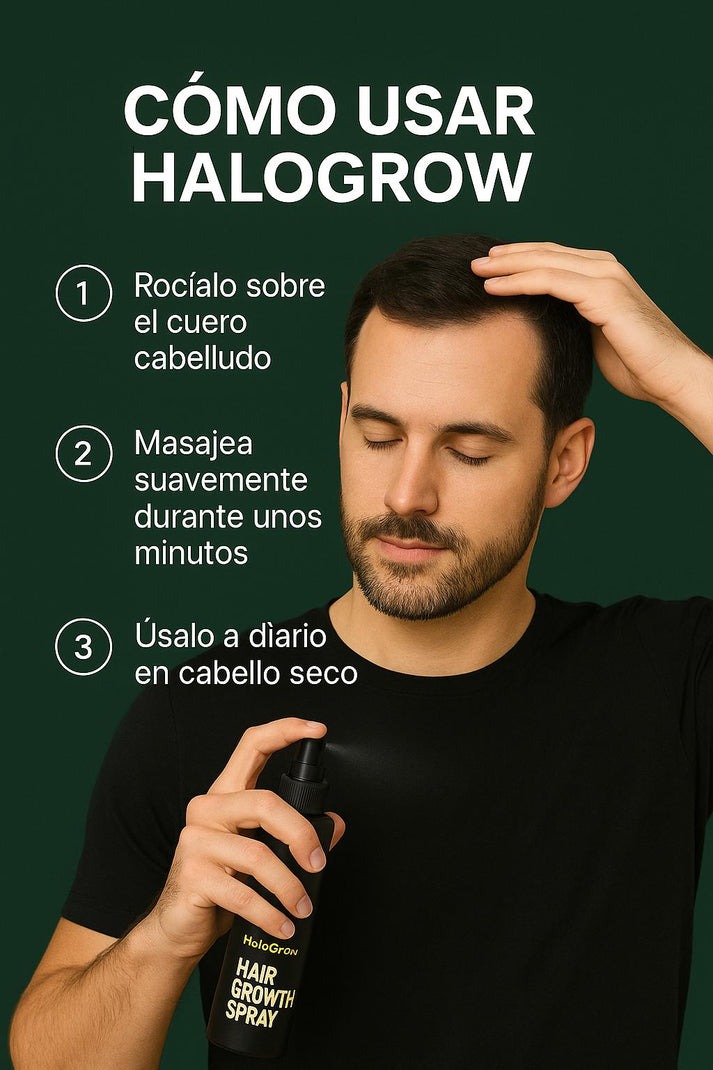 CÓMO USAR
HALOGROW
1
Rocíalo sobre
el cuero
cabelludo
2
Masajea
suavemente
durante unos
minutos
3
Úsalo a dìario
en cabello seco
HoloGron
HAIR
GROWTH
SPRAY